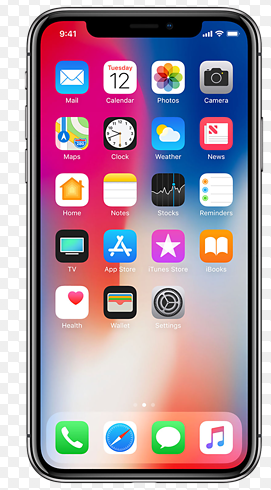 9:41
Tuesday
12
Mail Calendar Photos Camera
Maps Clock Weather News
Home Notes Stocks Reminders
TV App Store iTunes Store iBooks
Health Wallet Settings